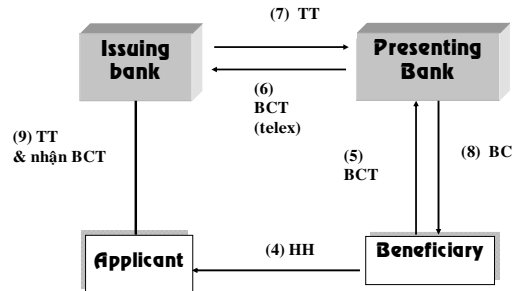 (7) TT
Issuing
bank
Presenting
Bank
(6)
BCT
(telex)
(9) TT
& nhận BCT
(5)
BCT
(8) BC
(4) HH
Applicant
Beneficiary